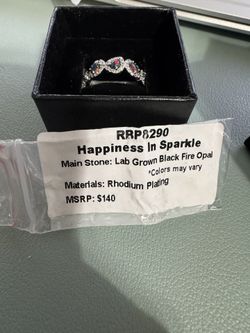 RRP8290
Happiness In Sparkle
Main Stone: Lab Grown Black Fire Opal
*Colors may vary
Materials: Rhodium Plating
MSRP: $140